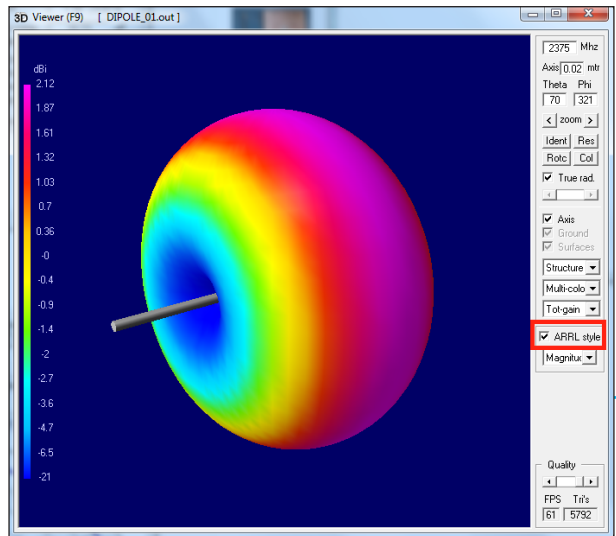 3D Viewer (F9) [ DIPOLE_01.out ]
dBi
2.12
1.87
1.61
1.32
1.03
0.7
0.36
-0
-0.4
-0.9
-1.4
-2
-2.7
-3.6
-4.7
-6.5
-21
2375 Mhz
Axis 0.02 mtr
Theta Phi
70 321
< zoom >
Ident Res
Rotc Col
True rad.
Axis
Ground
Surfaces
Structure
Multi-colo
Tot-gain
ARRL style
Magnitu
Quality
FPS Tri's
61 5792